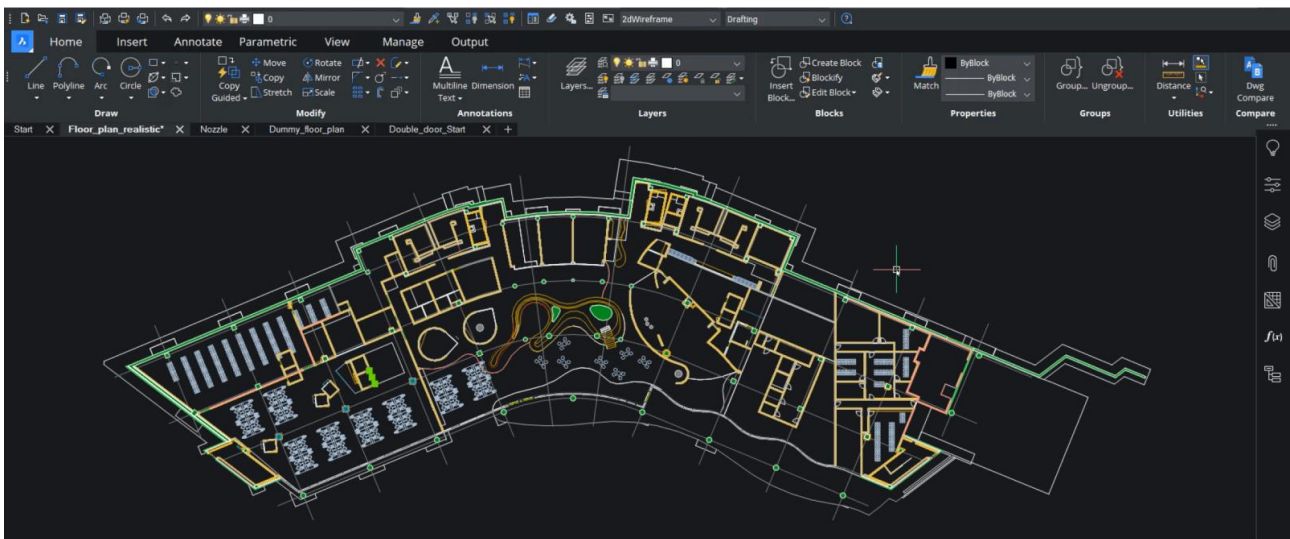 0 2dWireframe Drafting
Home Insert Annotate Parametric View Manage Output
Move Rotate Create Block ByBlock
Copy Mirror Blockify ByBlock
Line Polyline Arc Circle Copy Guided Stretch Scale Multiline Text Dimension Layers... 0 Insert Block... Edit Block Match ByBlock Group... Ungroup... Distance Dwg Compare
Draw Modify Annotations Layers Blocks Properties Groups Utilities Compare
Start Floor_plan_realistic* Nozzle Dummy_floor_plan Double_door_Start
f(x)